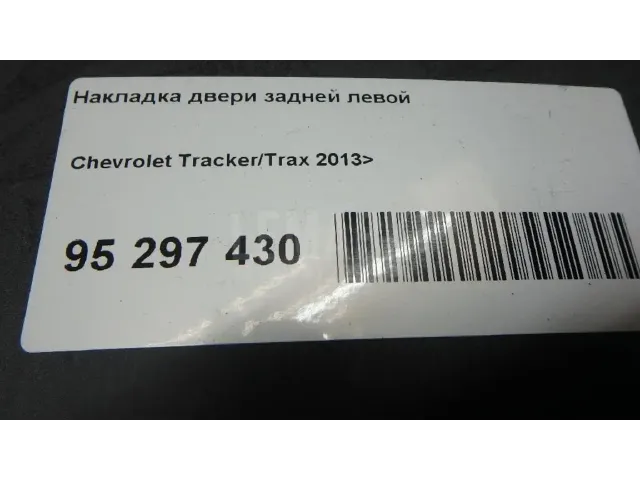 Накладка двери задней левой
Chevrolet Tracker/Trax 2013>
95 297 430